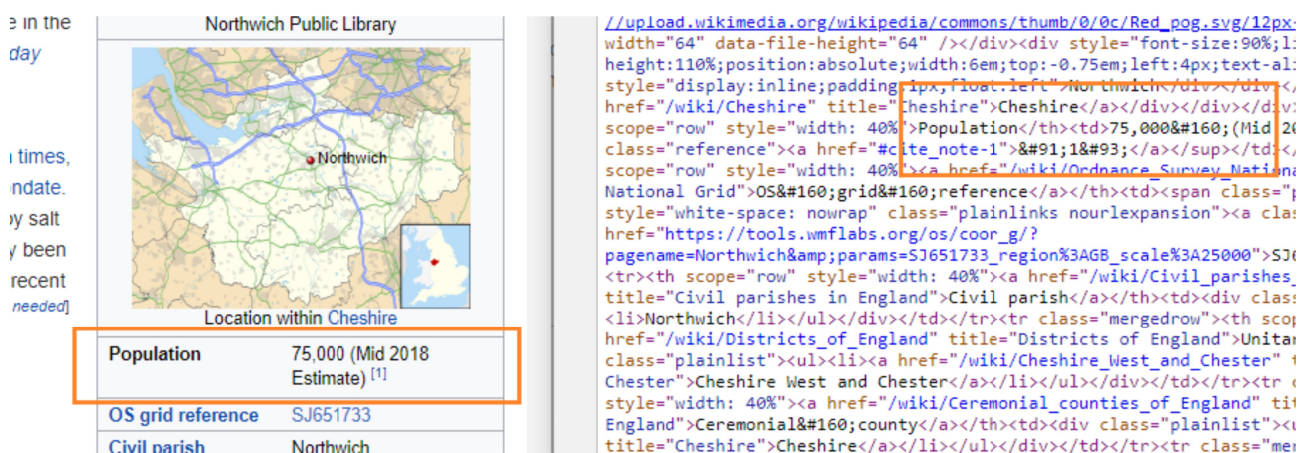 e in the
day
times,
ndate.
by salt
been
recent
needed]
Northwich Public Library
Northwich
Location within Cheshire
Population 75,000 (Mid 2018
Estimate) [1]
OS grid reference SJ651733
Civil parish Northwich
//upload.wikimedia.org/wikipedia/commons/thumb/0/0c/Red_pog.svg/12px-
width="64" data-file-height="64" /></div><div style="font-size:90%;li
height:110%;position:absolute;width:6em;top:-0.75em;left:4px;text-ali
style="display:inline;padding:1px;float:left">Northwich</div></div></
href="/wiki/Cheshire" title="Cheshire">Cheshire</a></div></div></div>
scope="row" style="width: 40%">Population</th><td>75,000&#160;(Mid 20
class="reference"><a href="#cite_note-1">&#91;1&#93;</a></sup></td></
scope="row" style="width: 40%"><a href="/wiki/Ordnance_Survey_Nationa
National Grid">OS&#160;grid&#160;reference</a></th><td><span class="p
style="white-space: nowrap" class="plainlinks nourlexpansion"><a clas
href="https://tools.wmflabs.org/os/coor_g/?
pagename=Northwich&amp;params=SJ651733_region%3AGB_scale%3A25000">SJ6
<tr><th scope="row" style="width: 40%"><a href="/wiki/Civil_parishes_
title="Civil parishes in England">Civil parish</a></th><td><div class
<li>Northwich</li></ul></div></td></tr><tr class="mergedrow"><th scop
href="/wiki/Districts_of_England" title="Districts of England">Unitar
class="plainlist"><ul><li><a href="/wiki/Cheshire_West_and_Chester" t
Chester">Cheshire West and Chester</a></li></ul></div></td></tr><tr c
style="width: 40%"><a href="/wiki/Ceremonial_counties_of_England" tit
England">Ceremonial&#160;county</a></th><td><div class="plainlist"><u
title="Cheshire">Cheshire</a></li></ul></div></td></tr><tr class="mer